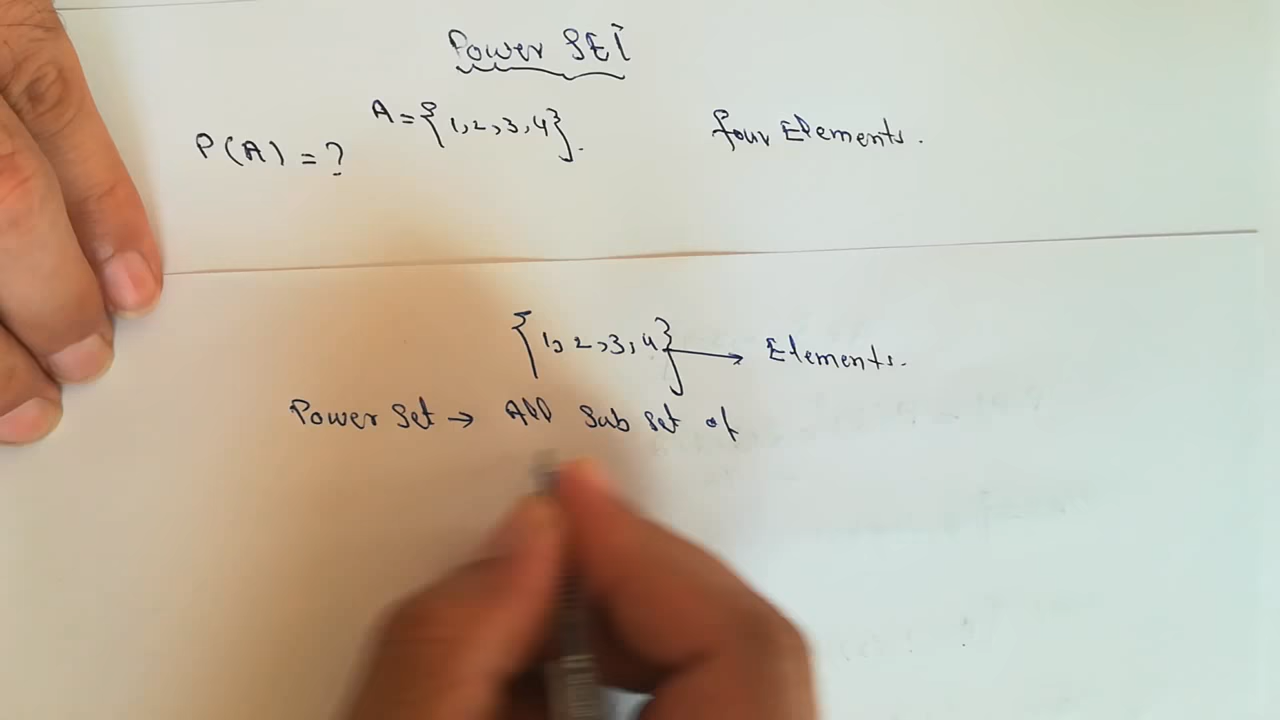 Power SET
A = {1, 2, 3, 4}.
four Elements.
P(A) = ?
{1, 2, 3, 4} → Elements.
Power Set → All Sub Set of